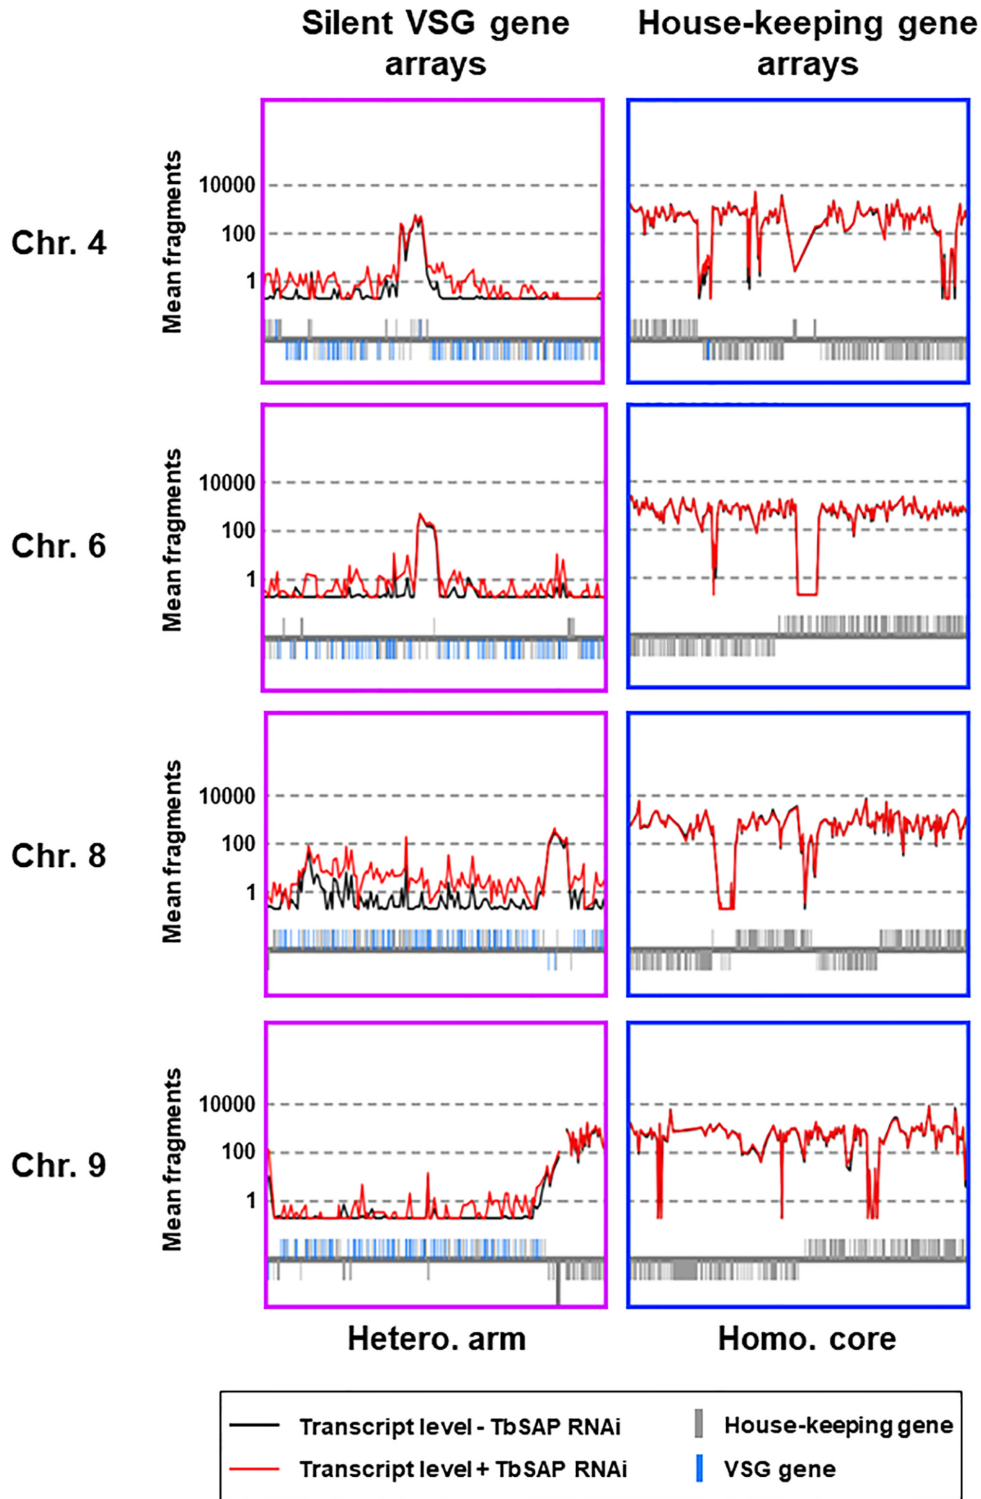 Silent VSG gene arrays
House-keeping gene arrays
Chr. 4
Mean fragments
10000
100
1
Chr. 6
Mean fragments
10000
100
1
Chr. 8
Mean fragments
10000
100
1
Chr. 9
Mean fragments
10000
100
1
Hetero. arm
Homo. core
Transcript level - TbSAP RNAi
House-keeping gene
Transcript level + TbSAP RNAi
VSG gene